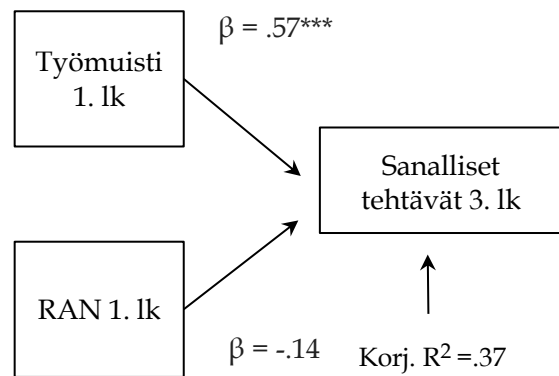 β = .57***
Työmuisti
1. lk
Sanalliset
tehtävät 3. lk
RAN 1. lk
β = -.14
Korj. R² =.37